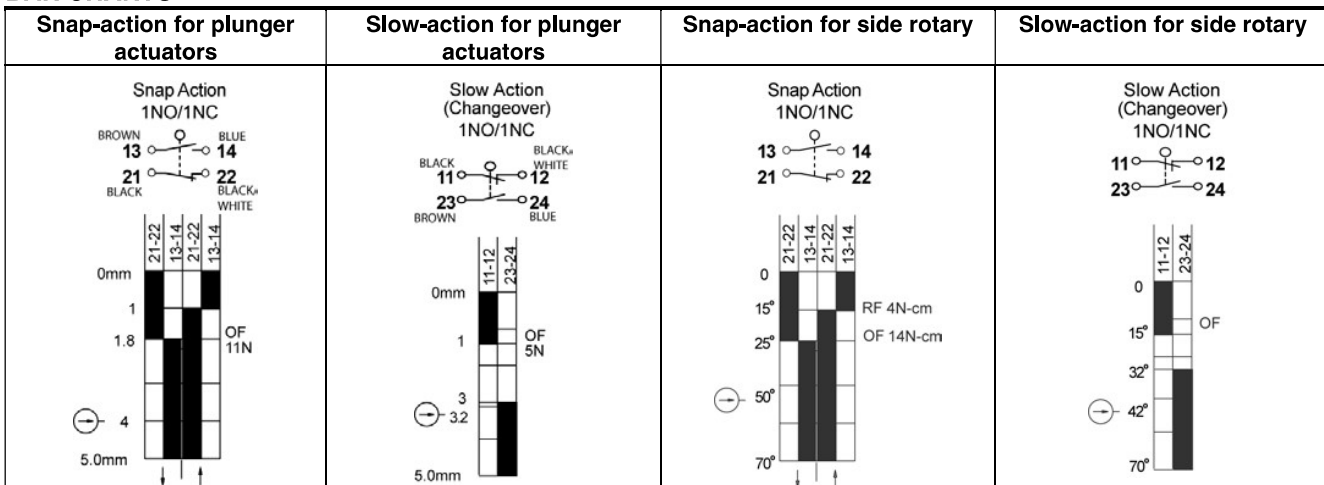 Snap-action for plunger actuators
Slow-action for plunger actuators
Snap-action for side rotary
Slow-action for side rotary
Snap Action
1NO/1NC
BROWN
13
BLUE
14
21
BLACK
22
BLACK
WHITE
21-22
13-14
21-22
13-14
0mm
1
1.8
OF
11N
4
5.0mm
Slow Action
(Changeover)
1NO/1NC
BLACK
11
BLACK
WHITE
12
23
BROWN
24
BLUE
11-12
23-24
0mm
1
OF
5N
3
3.2
5.0mm
Snap Action
1NO/1NC
13
14
21
22
21-22
13-14
21-22
13-14
0
15°
RF 4N-cm
25°
OF 14N-cm
50°
70°
Slow Action
(Changeover)
1NO/1NC
11
12
23
24
11-12
23-24
0
15°
OF
32°
42°
70°